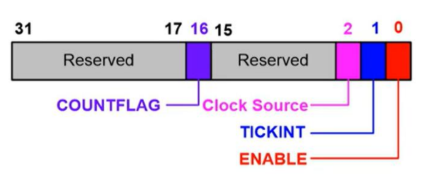 31 17 16 15 2 1 0
Reserved Reserved
COUNTFLAG Clock Source
TICKINT
ENABLE